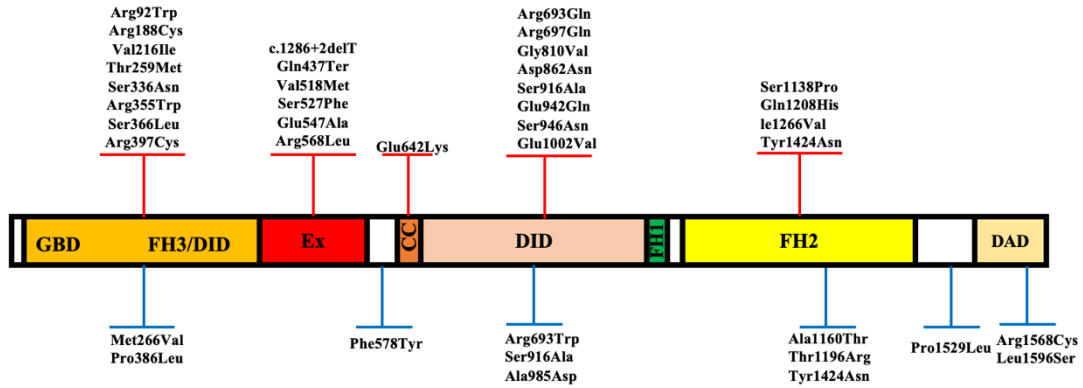 Arg92Trp
Arg188Cys
Val216Ile
Thr259Met
Ser336Asn
Arg355Trp
Ser366Leu
Arg397Cys
c.1286+2delT
Gln437Ter
Val518Met
Ser527Phe
Glu547Ala
Arg568Leu
Glu642Lys
Arg693Gln
Arg697Gln
Gly810Val
Asp862Asn
Ser916Ala
Glu942Gln
Ser946Asn
Glu1002Val
Ser1138Pro
Gln1208His
le1266Val
Tyr1424Asn
GBD FH3/DID Ex CC DID FH1 FH2 DAD
Met266Val
Pro386Leu
Phe578Tyr
Arg693Trp
Ser916Ala
Ala985Asp
Ala1160Thr
Thr1196Arg
Tyr1424Asn
Pro1529Leu
Arg1568Cys
Leu1596Ser